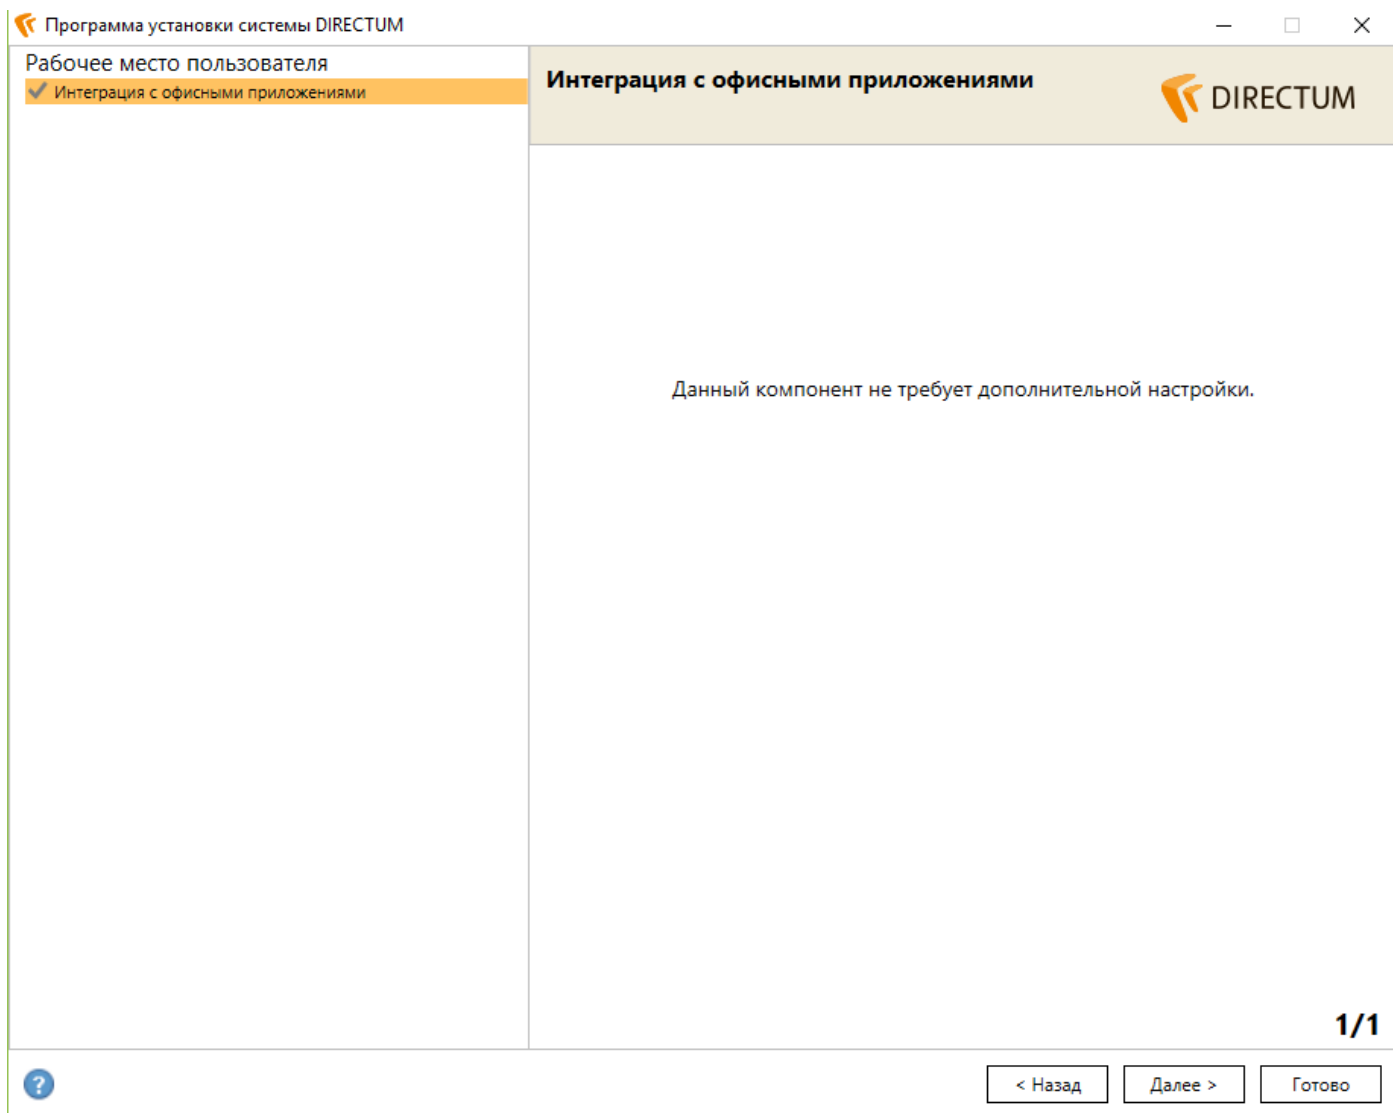 Программа установки системы DIRECTUM
Рабочее место пользователя
Интеграция с офисными приложениями
Интеграция с офисными приложениями
DIRECTUM
Данный компонент не требует дополнительной настройки.
1/1
?
< Назад
Далее >
Готово